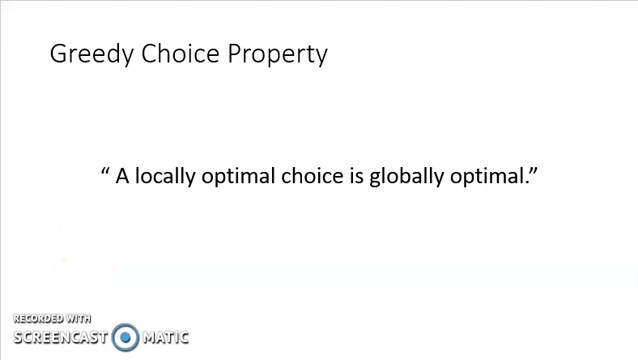 Greedy Choice Property
“ A locally optimal choice is globally optimal.”
RECORDED WITH
SCREENCAST MATIC